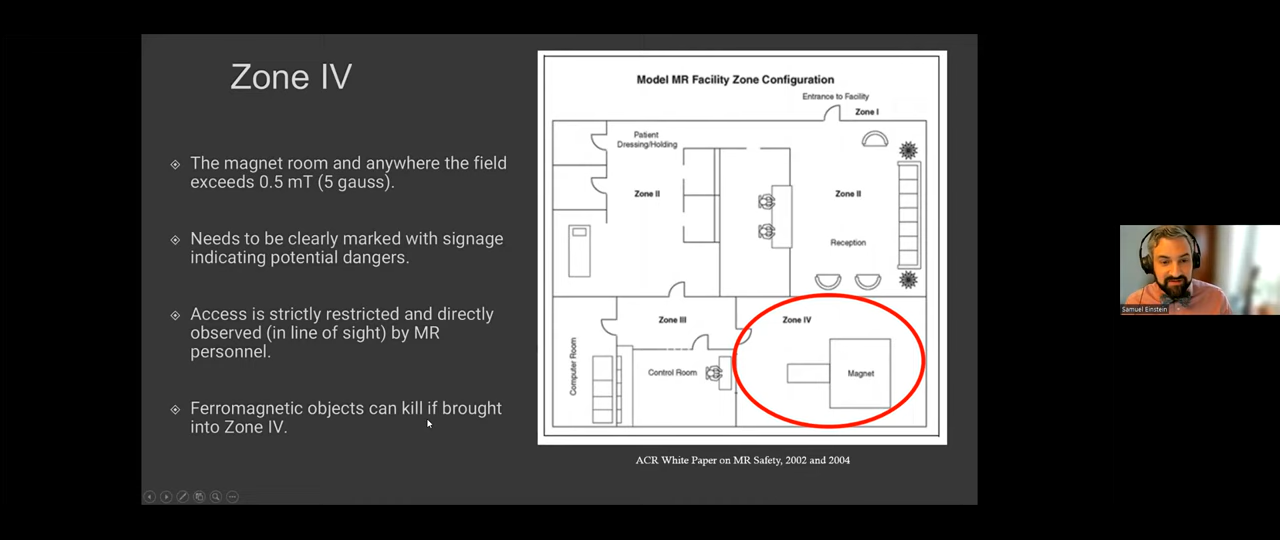 Zone IV
The magnet room and anywhere the field
exceeds 0.5 mT (5 gauss).
Needs to be clearly marked with signage
indicating potential dangers.
Access is strictly restricted and directly
observed (in line of sight) by MR
personnel.
Ferromagnetic objects can kill if brought
into Zone IV.
Model MR Facility Zone Configuration
Entrance to Facility
Zone I
Patient
Dressing/Holding
Zone II
Zone II
Reception
Zone III
Zone IV
Computer Room
Control Room
Magnet
ACR White Paper on MR Safety, 2002 and 2004
Samuel Einstein